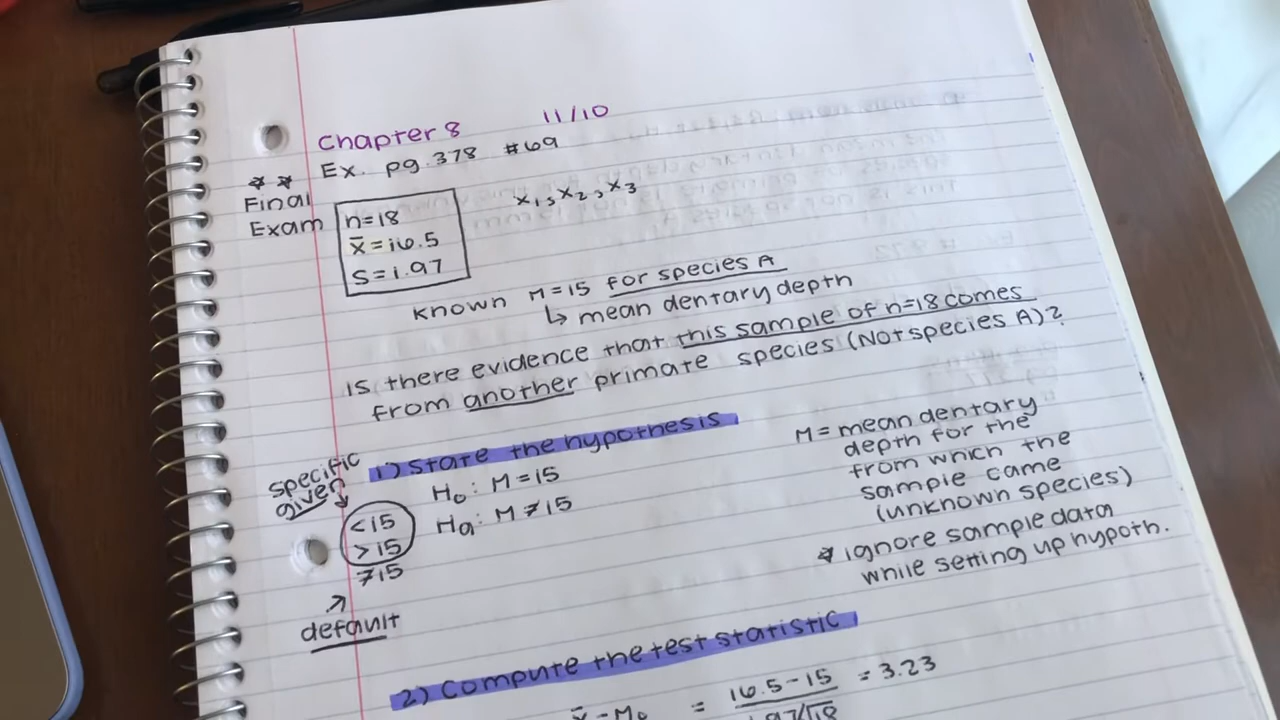 Chapter 8 11/10
Ex. pg. 378 #69
** Final Exam
n=18
x̄=16.5
S=1.97
x₁, x₂, x₃
known M=15 for species A
↳ mean dentary depth
is there evidence that this sample of n=18 comes
from another primate species (Not species A)?
1) State the hypothesis
H₀: M=15
Hₐ: M≠15
specific
given
<15
>15
≠15
default
M = mean dentary
depth for the
from which the
sample came
(unknown species)
* ignore sample data
while setting up hypoth.
2) Compute the test statistic
x̄-M₀ = 16.5-15 = 3.23
.97/√18